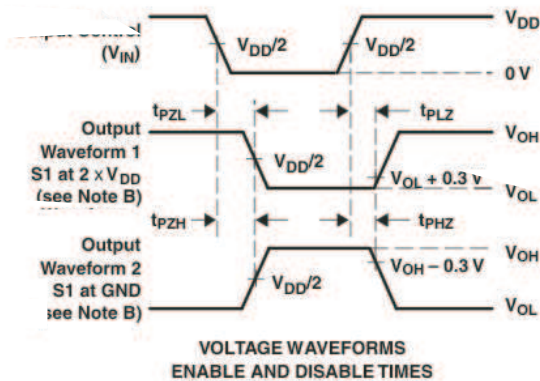 VDD
(VIN)
VDD/2
VDD/2
0 V
tPZL
tPLZ
Output
Waveform 1
S1 at 2 x VDD
(see Note B)
VOH
VDD/2
VOL + 0.3 v
VOL
tPZH
tPHZ
Output
Waveform 2
S1 at GND
see Note B)
VOH
VOH – 0.3 V
VDD/2
VOL
VOLTAGE WAVEFORMS
ENABLE AND DISABLE TIMES